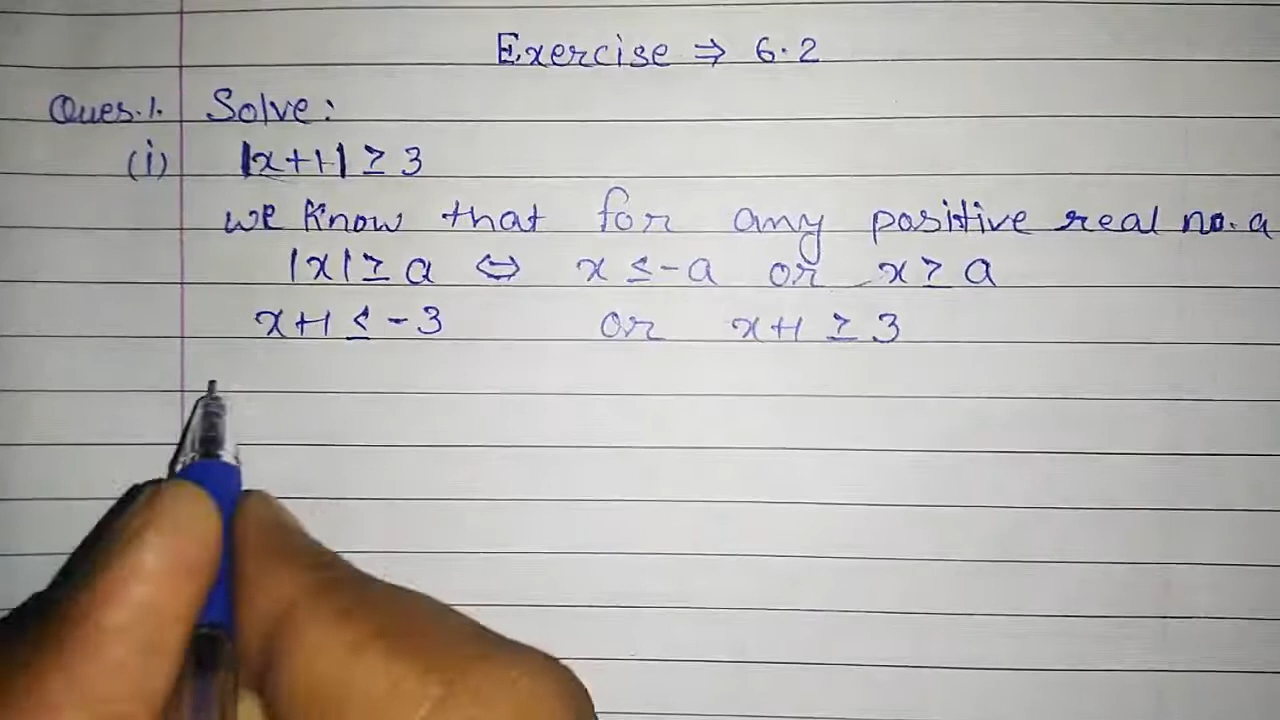 Exercise ⇒ 6.2
Ques.1. Solve:
(i) |x+1| ≥ 3
we know that for any positive real no. a
|x| ≥ a ⇔ x ≤ -a or x ≥ a
x+1 ≤ -3 or x+1 ≥ 3